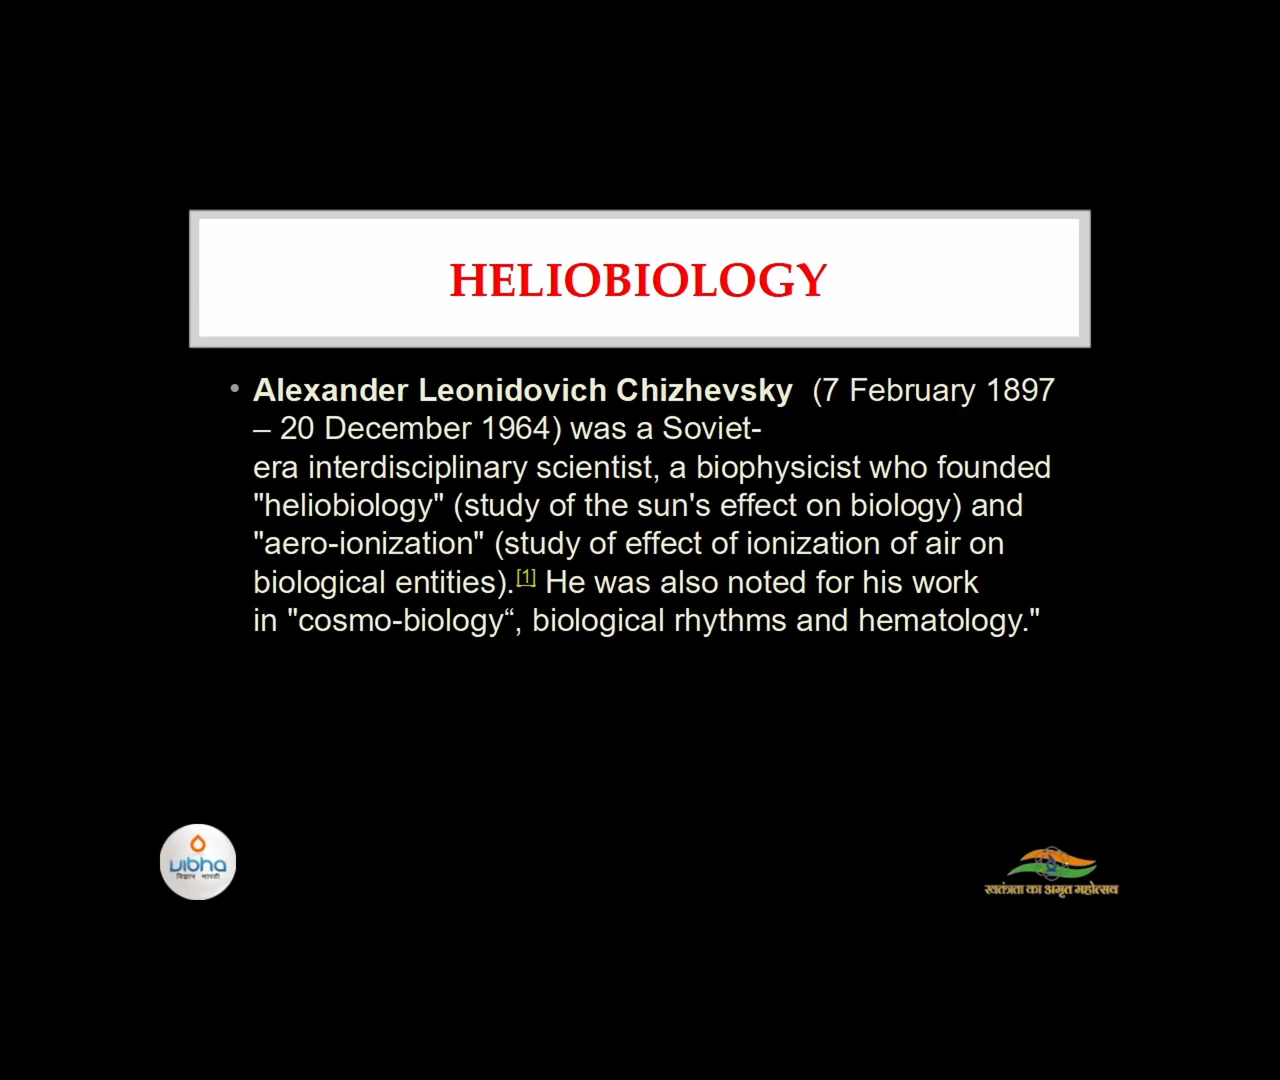 HELIOBIOLOGY
• Alexander Leonidovich Chizhevsky (7 February 1897
– 20 December 1964) was a Soviet-
era interdisciplinary scientist, a biophysicist who founded
"heliobiology" (study of the sun's effect on biology) and
"aero-ionization" (study of effect of ionization of air on
biological entities).[1] He was also noted for his work
in "cosmo-biology“, biological rhythms and hematology."
vibha
विज्ञान भारती
स्वतंत्रता का अमृत महोत्सव